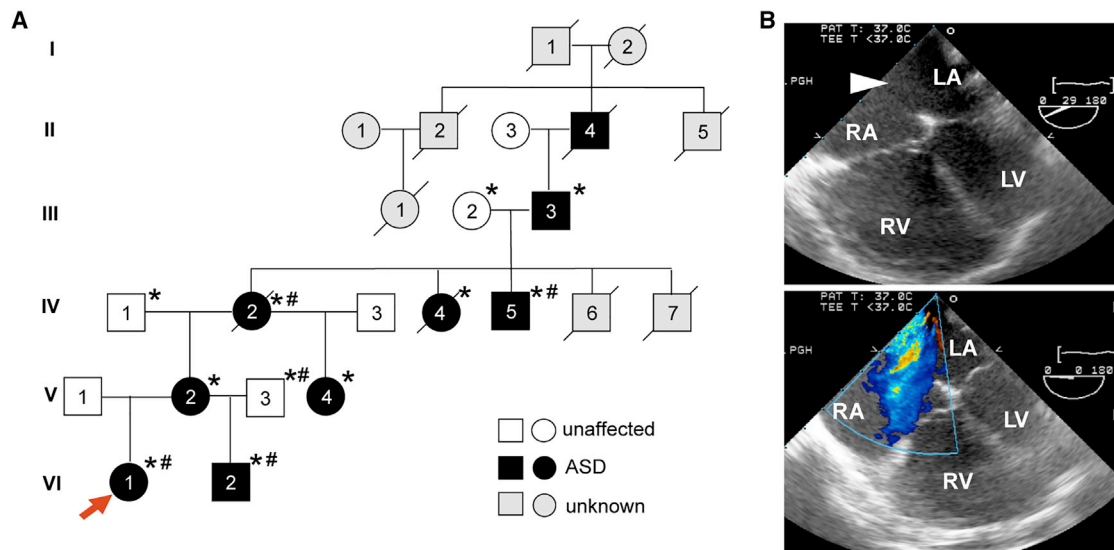 A
I
1 2
II
1 2 3 4 5
III
1 2 * 3 *
IV
1 * 2 *# 3 4 * 5 *# 6 7
V
1 2 * 3 *# 4 *
VI
1 *# 2 *#
unaffected
ASD
unknown
B
PAT T: 37.0C
TEE T <37.0C
PGH
LA
RA
LV
RV
0 29 180
PAT T: 37.0C
TEE T <37.0C
PGH
LA
RA
LV
RV
0 0 180